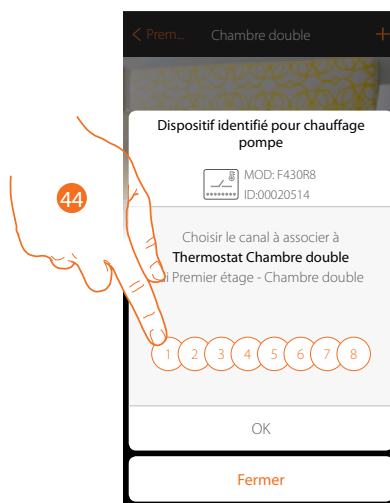 Prem... Chambre double +
Dispositif identifié pour chauffage
pompe
MOD: F430R8
ID:00020514
44
Choisir le canal à associer à
Thermostat Chambre double
di Premier étage - Chambre double
1 2 3 4 5 6 7 8
OK
Fermer